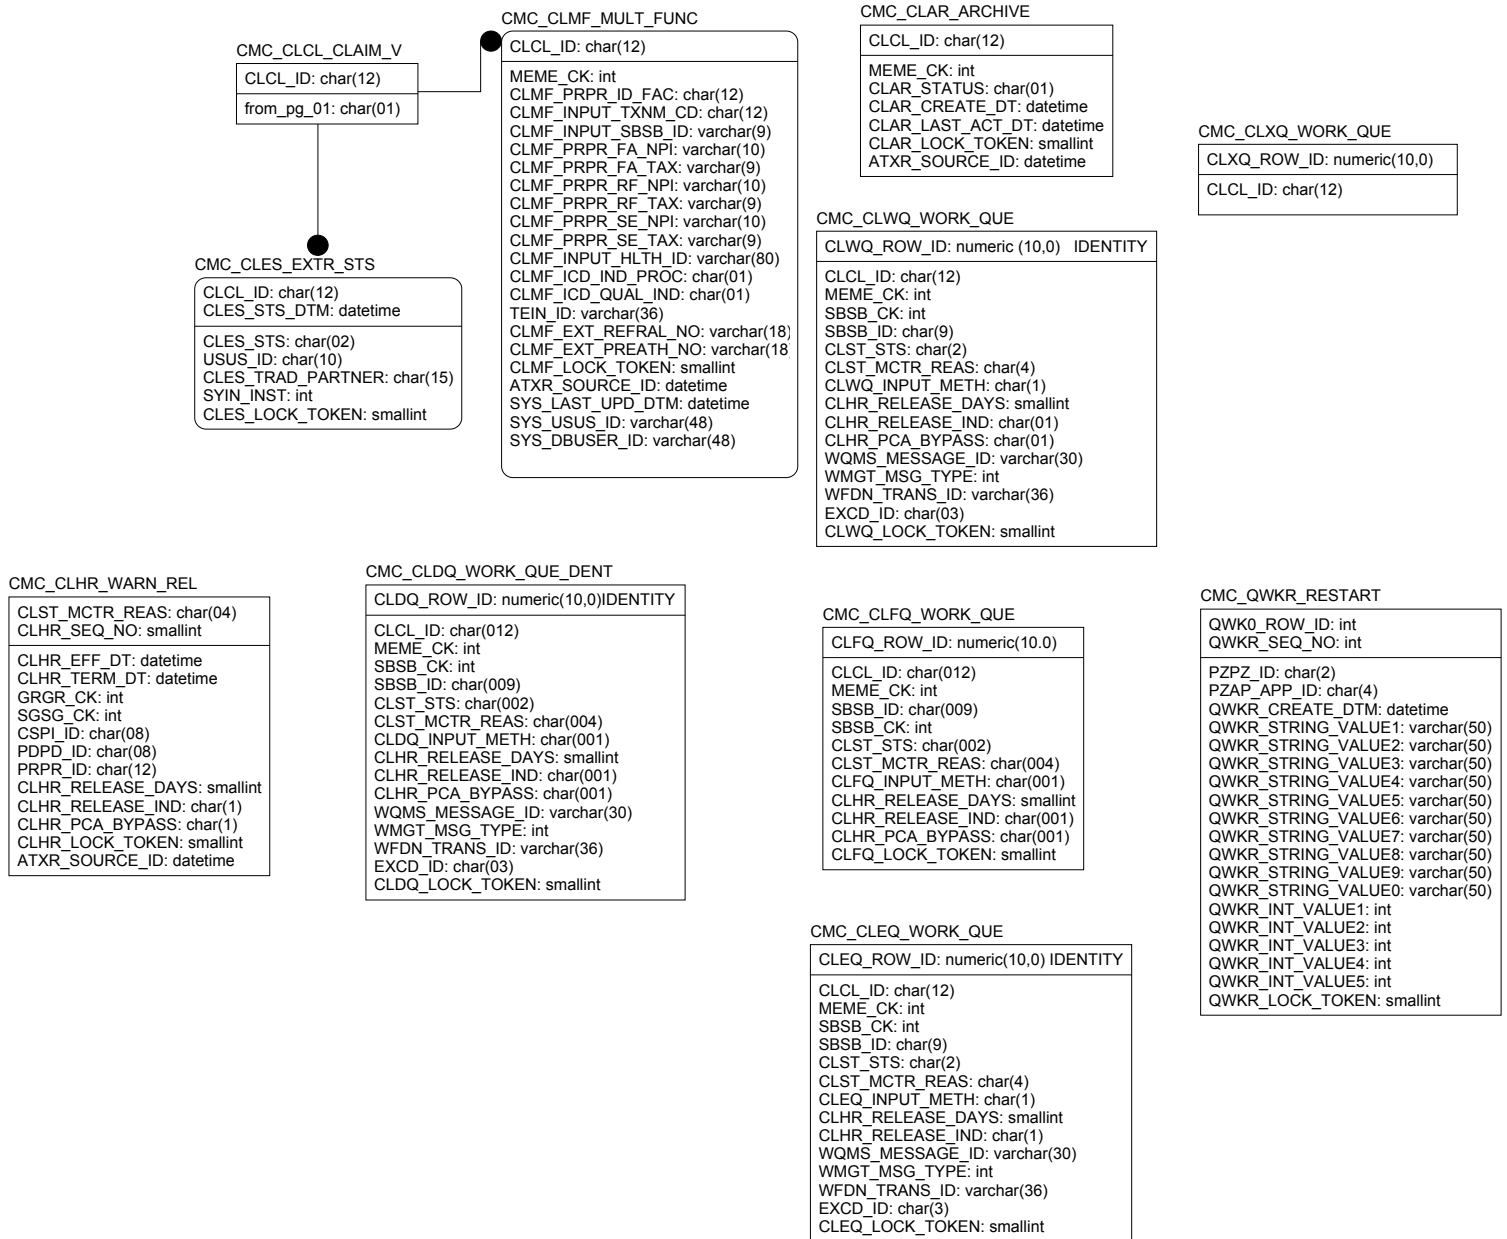 CMC_CLCL_CLAIM_V
CLCL_ID: char(12)
from_pg_01: char(01)
CMC_CLES_EXTR_STS
CLCL_ID: char(12)
CLES_STS_DTM: datetime
CLES_STS: char(02)
USUS_ID: char(10)
CLES_TRAD_PARTNER: char(15)
SYIN_INST: int
CLES_LOCK_TOKEN: smallint
CMC_CLMF_MULT_FUNC
CLCL_ID: char(12)
MEME_CK: int
CLMF_PRPR_ID_FAC: char(12)
CLMF_INPUT_TXNM_CD: char(12)
CLMF_INPUT_SBSB_ID: varchar(9)
CLMF_PRPR_FA_NPI: varchar(10)
CLMF_PRPR_FA_TAX: varchar(9)
CLMF_PRPR_RF_NPI: varchar(10)
CLMF_PRPR_RF_TAX: varchar(9)
CLMF_PRPR_SE_NPI: varchar(10)
CLMF_PRPR_SE_TAX: varchar(9)
CLMF_INPUT_HLTH_ID: varchar(80)
CLMF_ICD_IND_PROC: char(01)
CLMF_ICD_QUAL_IND: char(01)
TEIN_ID: varchar(36)
CLMF_EXT_REFRAL_NO: varchar(18)
CLMF_EXT_PREATH_NO: varchar(18)
CLMF_LOCK_TOKEN: smallint
ATXR_SOURCE_ID: datetime
SYS_LAST_UPD_DTM: datetime
SYS_USUS_ID: varchar(48)
SYS_DBUSER_ID: varchar(48)
CMC_CLAR_ARCHIVE
CLCL_ID: char(12)
MEME_CK: int
CLAR_STATUS: char(01)
CLAR_CREATE_DT: datetime
CLAR_LAST_ACT_DT: datetime
CLAR_LOCK_TOKEN: smallint
ATXR_SOURCE_ID: datetime
CMC_CLXQ_WORK_QUE
CLXQ_ROW_ID: numeric(10,0)
CLCL_ID: char(12)
CMC_CLWQ_WORK_QUE
CLWQ_ROW_ID: numeric (10,0) IDENTITY
CLCL_ID: char(12)
MEME_CK: int
SBSB_CK: int
SBSB_ID: char(9)
CLST_STS: char(2)
CLST_MCTR_REAS: char(4)
CLWQ_INPUT_METH: char(1)
CLHR_RELEASE_DAYS: smallint
CLHR_RELEASE_IND: char(01)
CLHR_PCA_BYPASS: char(01)
WQMS_MESSAGE_ID: varchar(30)
WMGT_MSG_TYPE: int
WFDN_TRANS_ID: varchar(36)
EXCD_ID: char(03)
CLWQ_LOCK_TOKEN: smallint
CMC_CLHR_WARN_REL
CLST_MCTR_REAS: char(04)
CLHR_SEQ_NO: smallint
CLHR_EFF_DT: datetime
CLHR_TERM_DT: datetime
GRGR_CK: int
SGSG_CK: int
CSPI_ID: char(08)
PDPD_ID: char(08)
PRPR_ID: char(12)
CLHR_RELEASE_DAYS: smallint
CLHR_RELEASE_IND: char(1)
CLHR_PCA_BYPASS: char(1)
CLHR_LOCK_TOKEN: smallint
ATXR_SOURCE_ID: datetime
CMC_CLDQ_WORK_QUE_DENT
CLDQ_ROW_ID: numeric(10,0)IDENTITY
CLCL_ID: char(012)
MEME_CK: int
SBSB_CK: int
SBSB_ID: char(009)
CLST_STS: char(002)
CLST_MCTR_REAS: char(004)
CLDQ_INPUT_METH: char(001)
CLHR_RELEASE_DAYS: smallint
CLHR_RELEASE_IND: char(001)
CLHR_PCA_BYPASS: char(001)
WQMS_MESSAGE_ID: varchar(30)
WMGT_MSG_TYPE: int
WFDN_TRANS_ID: varchar(36)
EXCD_ID: char(03)
CLDQ_LOCK_TOKEN: smallint
CMC_CLFQ_WORK_QUE
CLFQ_ROW_ID: numeric(10.0)
CLCL_ID: char(012)
MEME_CK: int
SBSB_ID: char(009)
SBSB_CK: int
CLST_STS: char(002)
CLST_MCTR_REAS: char(004)
CLFQ_INPUT_METH: char(001)
CLHR_RELEASE_DAYS: smallint
CLHR_RELEASE_IND: char(001)
CLHR_PCA_BYPASS: char(001)
CLFQ_LOCK_TOKEN: smallint
CMC_QWKR_RESTART
QWK0_ROW_ID: int
QWKR_SEQ_NO: int
PZPZ_ID: char(2)
PZAP_APP_ID: char(4)
QWKR_CREATE_DTM: datetime
QWKR_STRING_VALUE1: varchar(50)
QWKR_STRING_VALUE2: varchar(50)
QWKR_STRING_VALUE3: varchar(50)
QWKR_STRING_VALUE4: varchar(50)
QWKR_STRING_VALUE5: varchar(50)
QWKR_STRING_VALUE6: varchar(50)
QWKR_STRING_VALUE7: varchar(50)
QWKR_STRING_VALUE8: varchar(50)
QWKR_STRING_VALUE9: varchar(50)
QWKR_STRING_VALUE0: varchar(50)
QWKR_INT_VALUE1: int
QWKR_INT_VALUE2: int
QWKR_INT_VALUE3: int
QWKR_INT_VALUE4: int
QWKR_INT_VALUE5: int
QWKR_LOCK_TOKEN: smallint
CMC_CLEQ_WORK_QUE
CLEQ_ROW_ID: numeric(10,0) IDENTITY
CLCL_ID: char(12)
MEME_CK: int
SBSB_CK: int
SBSB_ID: char(9)
CLST_STS: char(2)
CLST_MCTR_REAS: char(4)
CLEQ_INPUT_METH: char(1)
CLHR_RELEASE_DAYS: smallint
CLHR_RELEASE_IND: char(1)
WQMS_MESSAGE_ID: varchar(30)
WMGT_MSG_TYPE: int
WFDN_TRANS_ID: varchar(36)
EXCD_ID: char(3)
CLEQ_LOCK_TOKEN: smallint